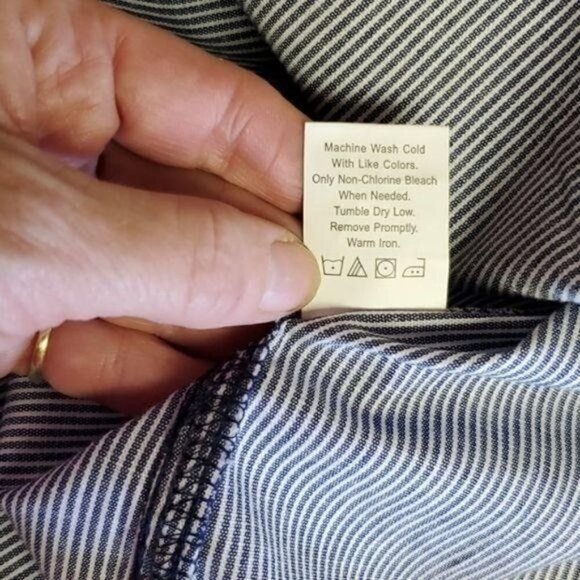 Machine Wash Cold
With Like Colors.
Only Non-Chlorine Bleach
When Needed.
Tumble Dry Low.
Remove Promptly.
Warm Iron.